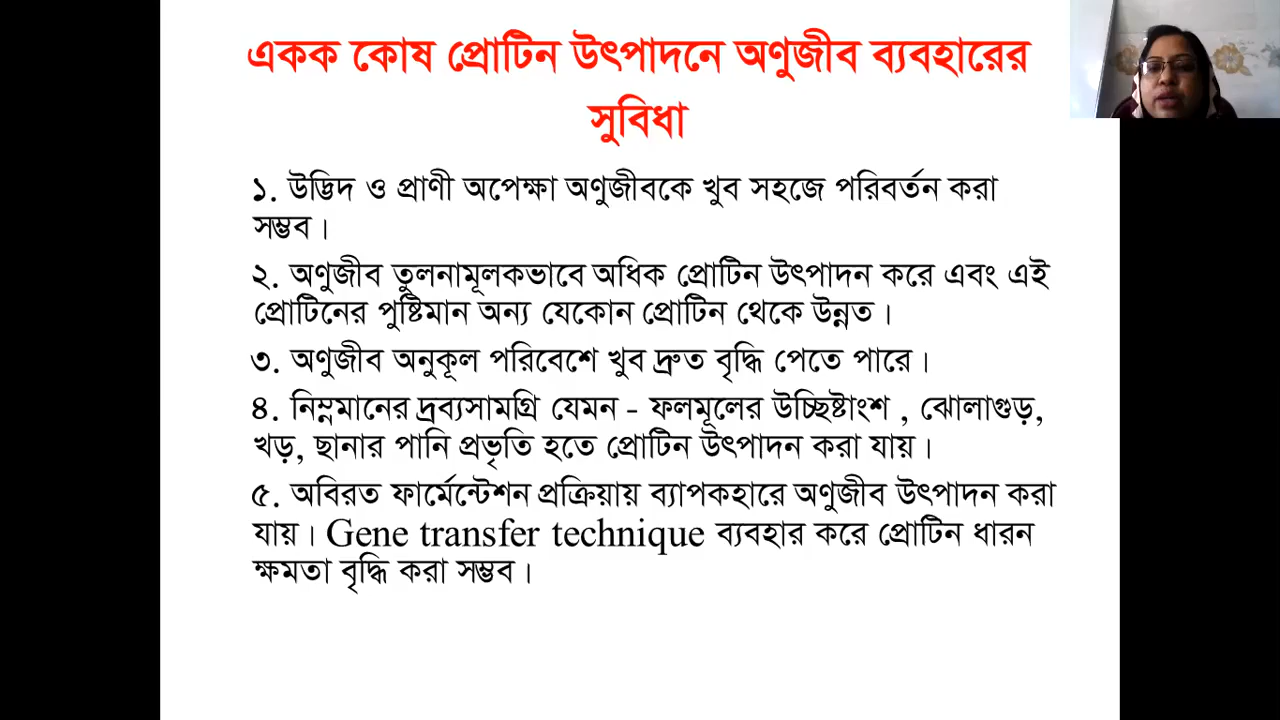 একক কোষ প্রোটিন উৎপাদনে অণুজীব ব্যবহারের
সুবিধা
১. উদ্ভিদ ও প্রাণী অপেক্ষা অণুজীবকে খুব সহজে পরিবর্তন করা
সম্ভব।
২. অণুজীব তুলনামূলকভাবে অধিক প্রোটিন উৎপাদন করে এবং এই
প্রোটিনের পুষ্টিমান অন্য যেকোন প্রোটিন থেকে উন্নত।
৩. অণুজীব অনুকূল পরিবেশে খুব দ্রুত বৃদ্ধি পেতে পারে।
৪. নিম্নমানের দ্রব্যসামগ্রি যেমন - ফলমূলের উচ্ছিষ্টাংশ , ঝোলাগুড়,
খড়, ছানার পানি প্রভৃতি হতে প্রোটিন উৎপাদন করা যায়।
৫. অবিরত ফার্মেন্টেশন প্রক্রিয়ায় ব্যাপকহারে অণুজীব উৎপাদন করা
যায়। Gene transfer technique ব্যবহার করে প্রোটিন ধারন
ক্ষমতা বৃদ্ধি করা সম্ভব।